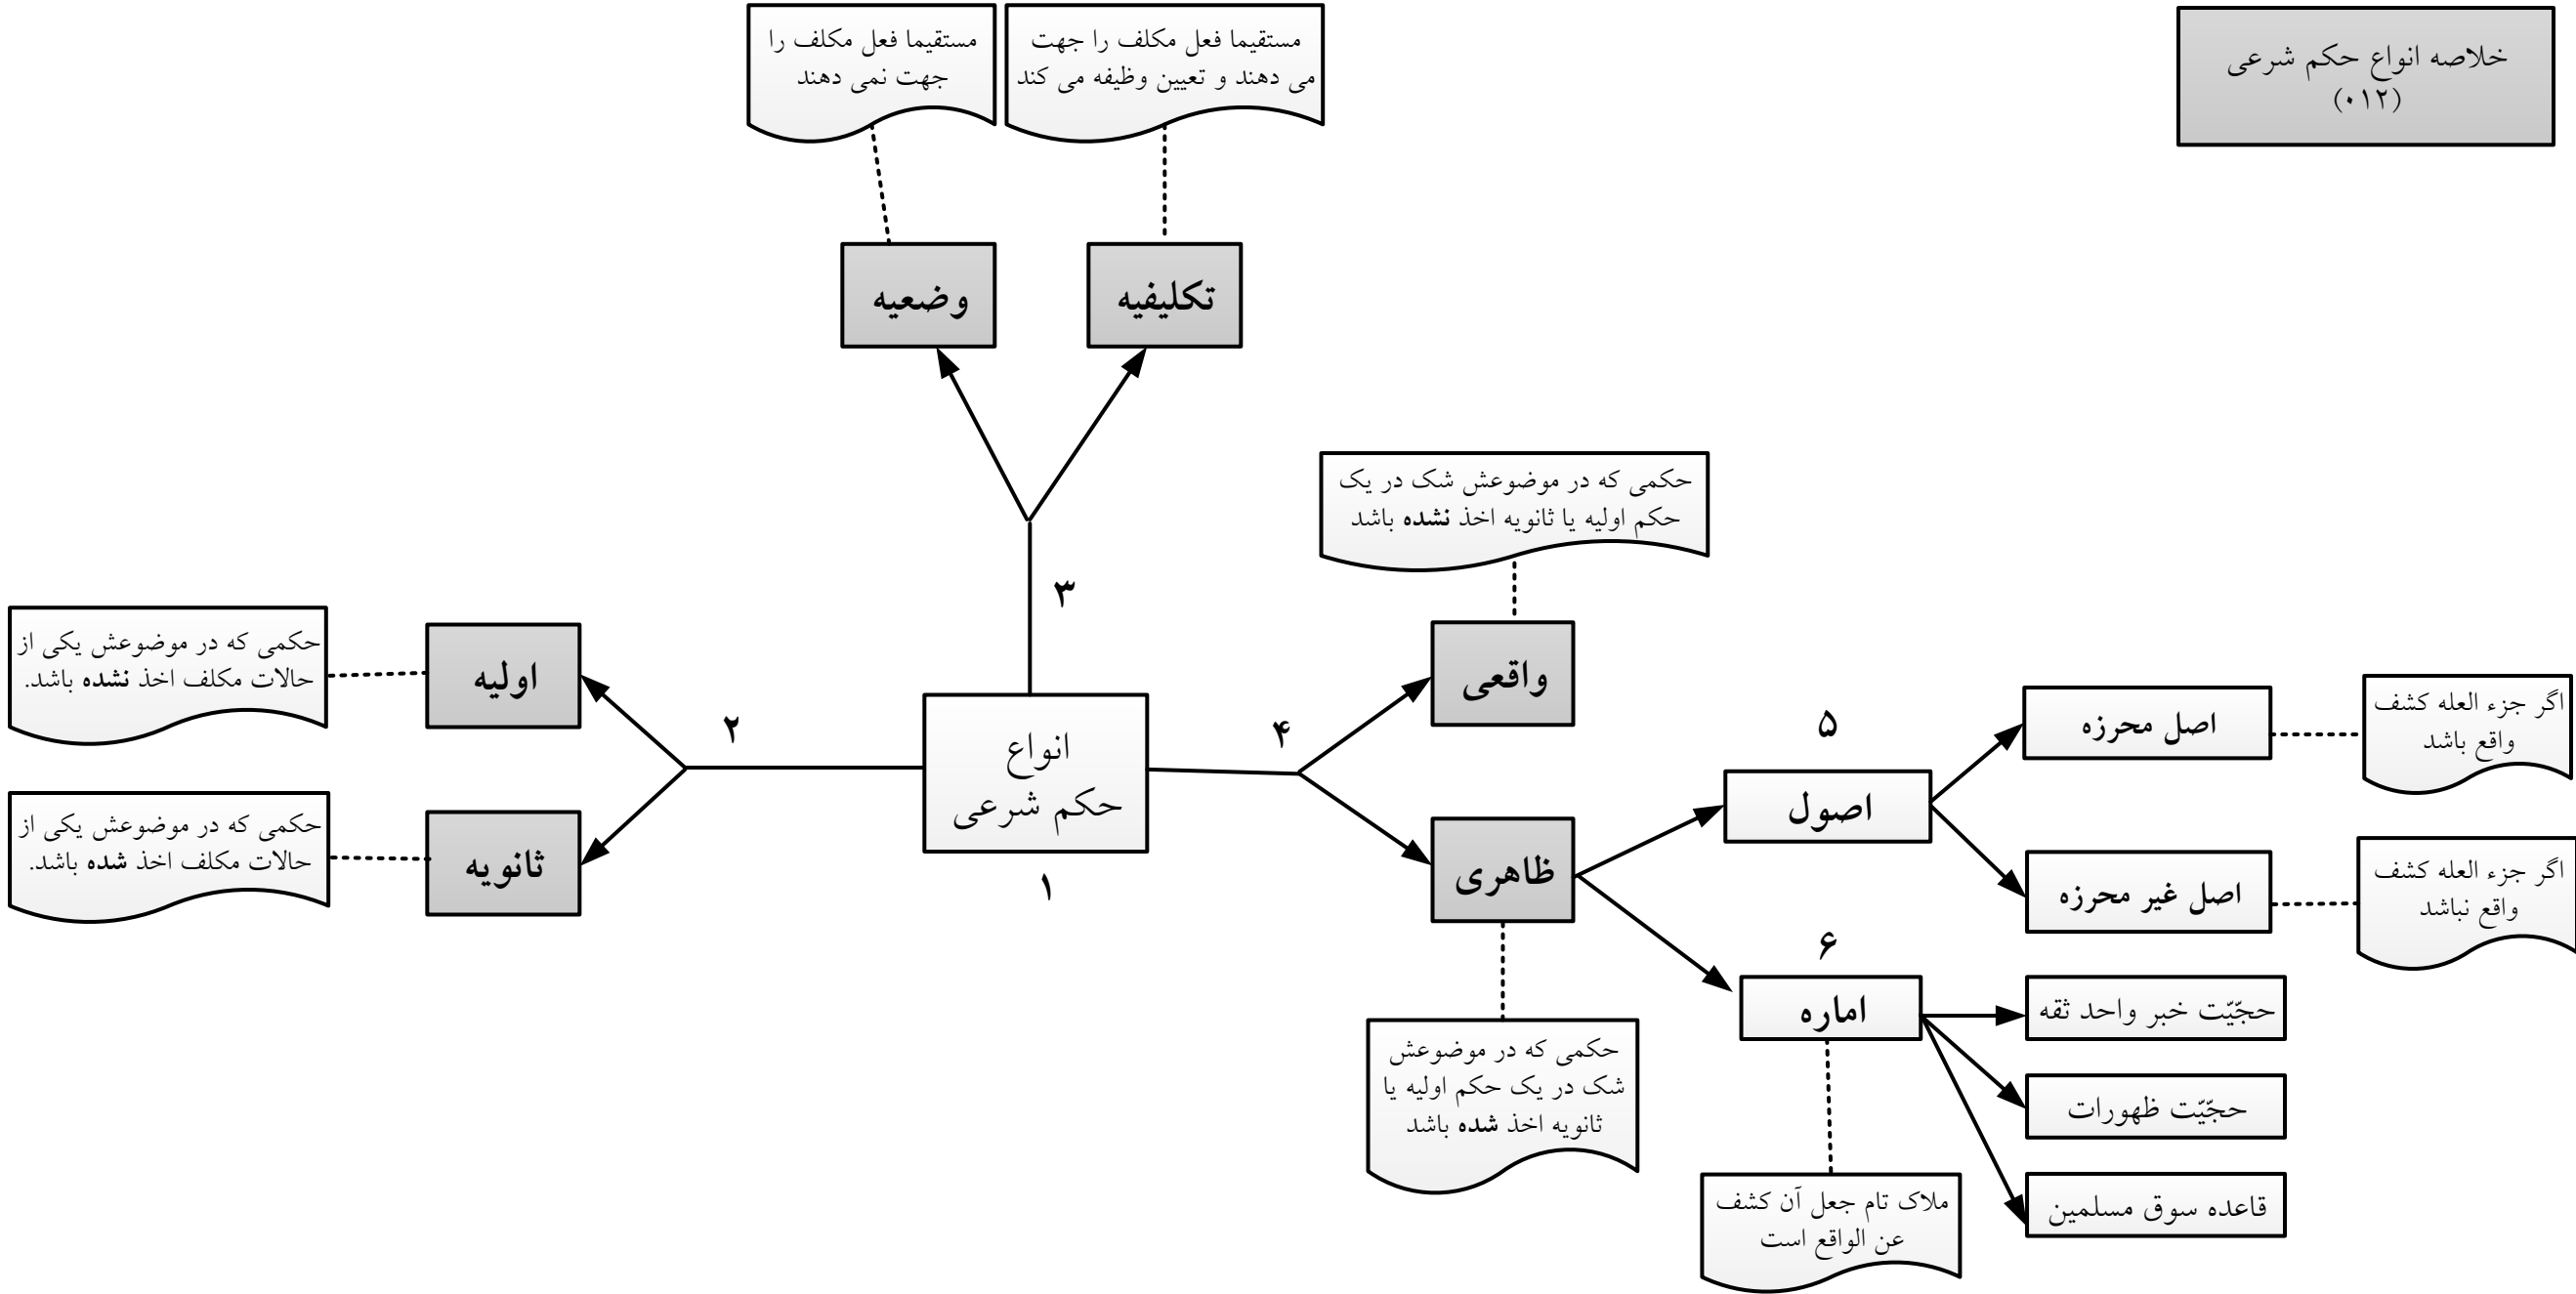 خلاصه انواع حکم شرعی
(۰۱۲)
مستقیما فعل مکلف را جهت
می دهند و تعیین وظیفه می کند
مستقیما فعل مکلف را
جهت نمی دهند
تکلیفیه
وضعیه
۳
حکمی که در موضوعش شک در یک
حکم اولیه یا ثانویه اخذ نشده باشد
واقعی
۴
انواع
حکم شرعی
۱
۲
اولیه
حکمی که در موضوعش یکی از
حالات مکلف اخذ نشده باشد.
ثانویه
حکمی که در موضوعش یکی از
حالات مکلف اخذ شده باشد.
ظاهری
حکمی که در موضوعش
شک در یک حکم اولیه یا
ثانویه اخذ شده باشد
۵
اصول
اصل محرزه
اگر جزء العله کشف
واقع باشد
اصل غیر محرزه
اگر جزء العله کشف
واقع نباشد
۶
اماره
ملاک تام جعل آن کشف
عن الواقع است
حجّیّت خبر واحد ثقه
حجّیّت ظهورات
قاعده سوق مسلمین